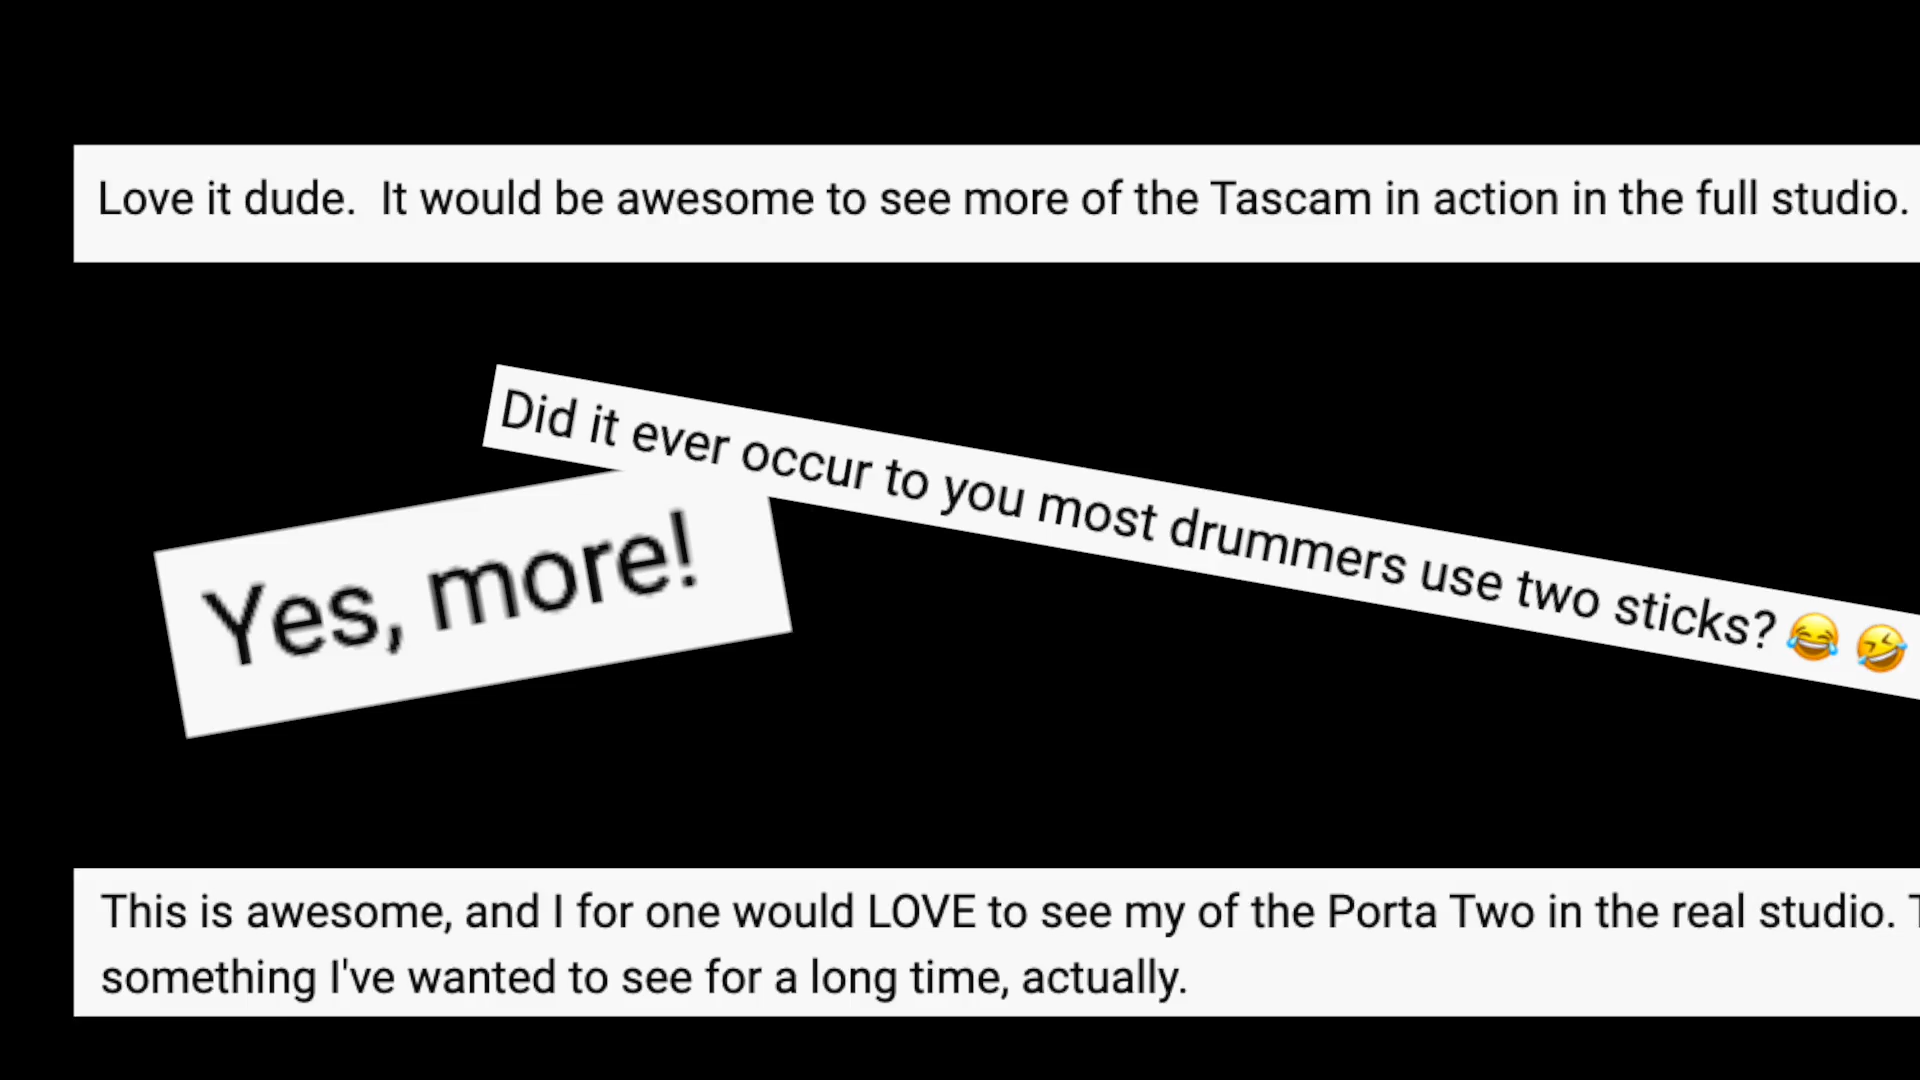 Love it dude.  It would be awesome to see more of the Tascam in action in the full studio.
Did it ever occur to you most drummers use two sticks? 😂 🤣
Yes, more!
This is awesome, and I for one would LOVE to see my of the Porta Two in the real studio.
something I've wanted to see for a long time, actually.